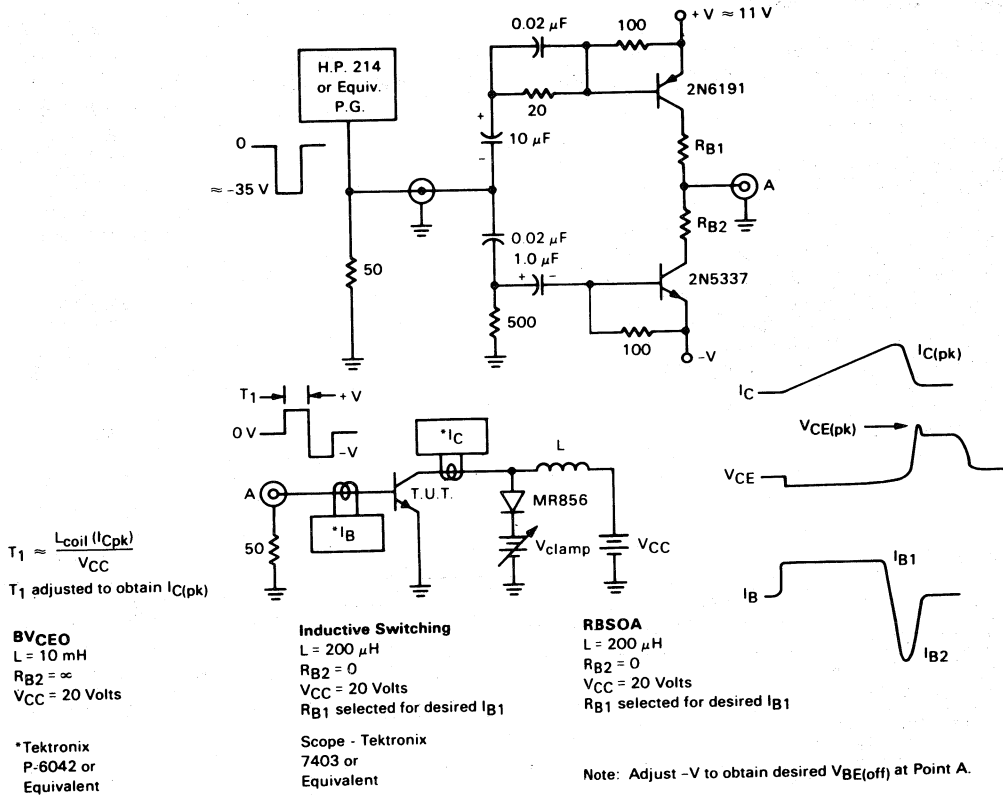 0.02 μF
100
+ V ≈ 11 V
H.P. 214
or Equiv.
P.G.
20
2N6191
+
10 μF
−
RB1
0
≈ −35 V
A
RB2
50
0.02 μF
1.0 μF
+ −
2N5337
500
100
−V
IC(pk)
IC
T1
+ V
0 V
−V
*IC
L
VCE(pk)
VCE
A
T.U.T.
MR856
*IB
50
Vclamp
VCC
T1 ≈ Lcoil (ICpk)
VCC
T1 adjusted to obtain IC(pk)
IB1
IB
IB2
BVCEO
L = 10 mH
RB2 = ∞
VCC = 20 Volts
Inductive Switching
L = 200 μH
RB2 = 0
VCC = 20 Volts
RB1 selected for desired IB1
RBSOA
L = 200 μH
RB2 = 0
VCC = 20 Volts
RB1 selected for desired IB1
*Tektronix
P-6042 or
Equivalent
Scope - Tektronix
7403 or
Equivalent
Note: Adjust −V to obtain desired VBE(off) at Point A.